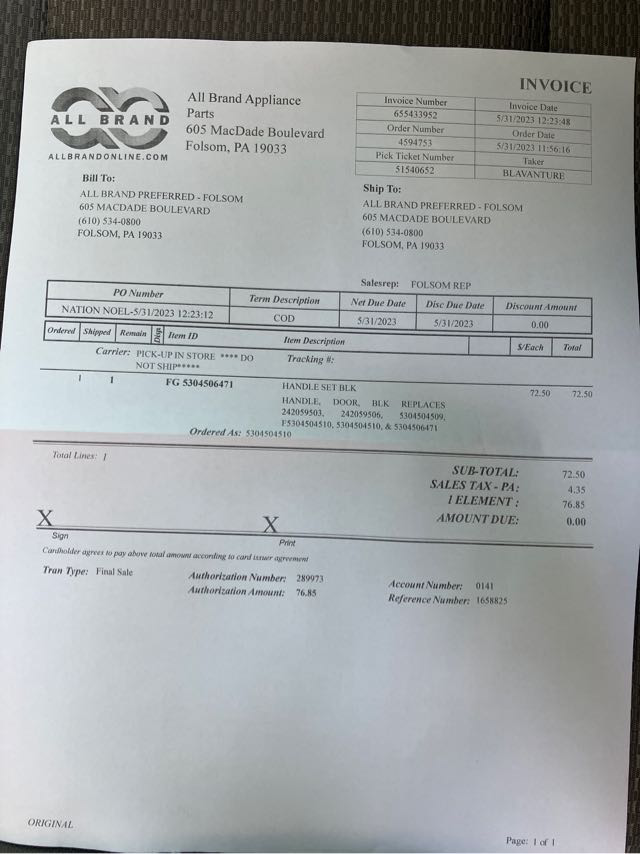 INVOICE
ALL BRAND
ALLBRANDONLINE.COM
All Brand Appliance
Parts
605 MacDade Boulevard
Folsom, PA 19033
Invoice Number
Invoice Date
655433952
5/31/2023 12:23:48
Order Number
Order Date
4594753
5/31/2023 11:56:16
Pick Ticket Number
Taker
51540652
BLAVANTURE
Bill To:
ALL BRAND PREFERRED - FOLSOM
605 MACDADE BOULEVARD
(610) 534-0800
FOLSOM, PA 19033
Ship To:
ALL BRAND PREFERRED - FOLSOM
605 MACDADE BOULEVARD
(610) 534-0800
FOLSOM, PA 19033
Salesrep: FOLSOM REP
PO Number Term Description Net Due Date Disc Due Date Discount Amount
NATION NOEL-5/31/2023 12:23:12 COD 5/31/2023 5/31/2023 0.00
Ordered Shipped Remain Disp Item ID Item Description $/Each Total
Carrier: PICK-UP IN STORE **** DO Tracking #:
NOT SHIP*****
1 1 FG 5304506471 HANDLE SET BLK 72.50 72.50
HANDLE, DOOR, BLK REPLACES
242059503, 242059506, 5304504509,
F5304504510, 5304504510, & 5304506471
Ordered As: 5304504510
Total Lines: 1
SUB-TOTAL: 72.50
SALES TAX - PA: 4.35
1 ELEMENT : 76.85
AMOUNT DUE: 0.00
X X
Sign Print
Cardholder agrees to pay above total amount according to card issuer agreement
Tran Type: Final Sale Authorization Number: 289973 Account Number: 0141
Authorization Amount: 76.85 Reference Number: 1658825
ORIGINAL
Page: 1 of 1